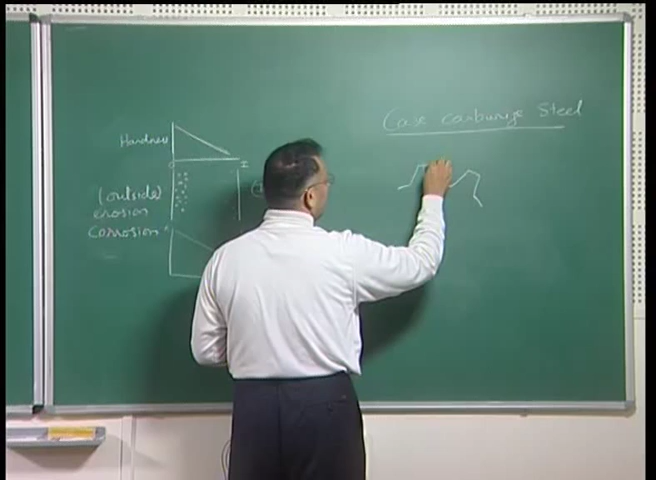 Case carburize Steel
Hardness
O I
(outside)
erosion
Corrosion